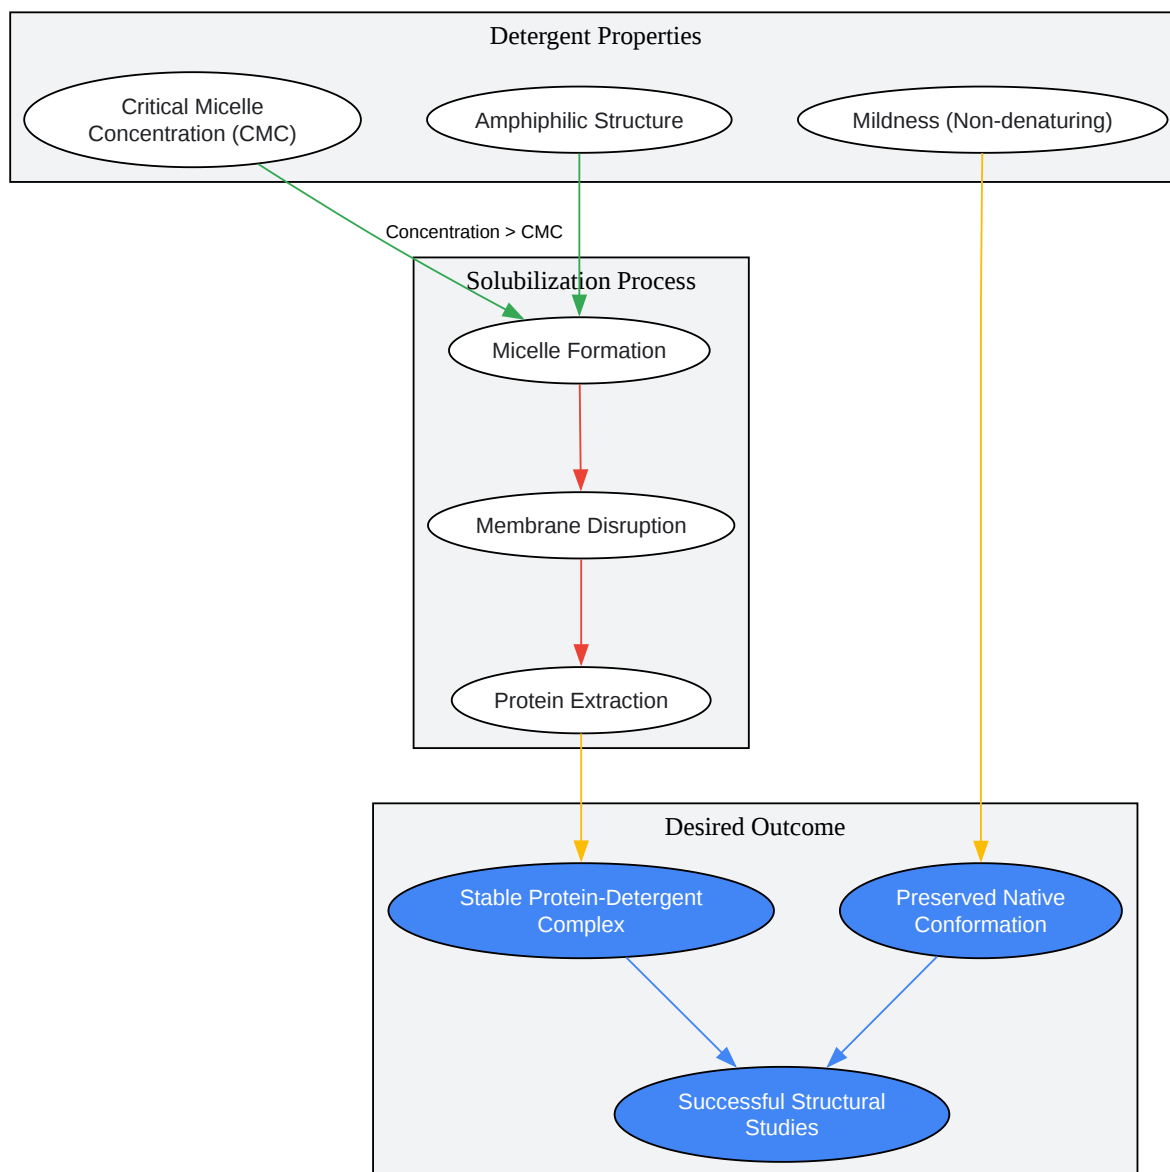 Detergent Properties
Critical Micelle
Concentration (CMC)
Amphiphilic Structure
Mildness (Non-denaturing)
Concentration > CMC
Solubilization Process
Micelle Formation
Membrane Disruption
Protein Extraction
Desired Outcome
Stable Protein-Detergent
Complex
Preserved Native
Conformation
Successful Structural
Studies